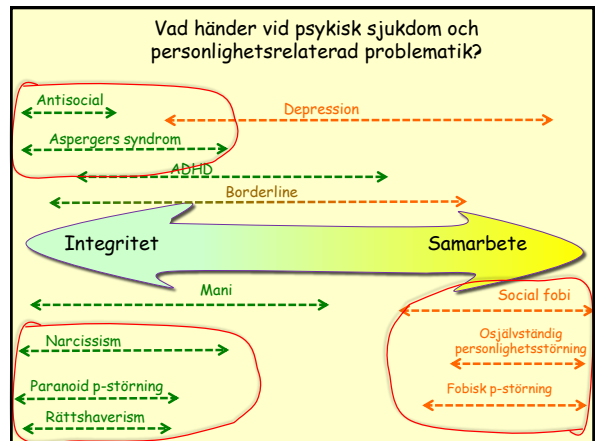 Vad händer vid psykisk sjukdom och
personlighetsrelaterad problematik?
Antisocial
Depression
Aspergers syndrom
ADHD
Borderline
Integritet
Samarbete
Mani
Social fobi
Narcissism
Osjälvständig
personlighetsstörning
Paranoid p-störning
Fobisk p-störning
Rättshaverism